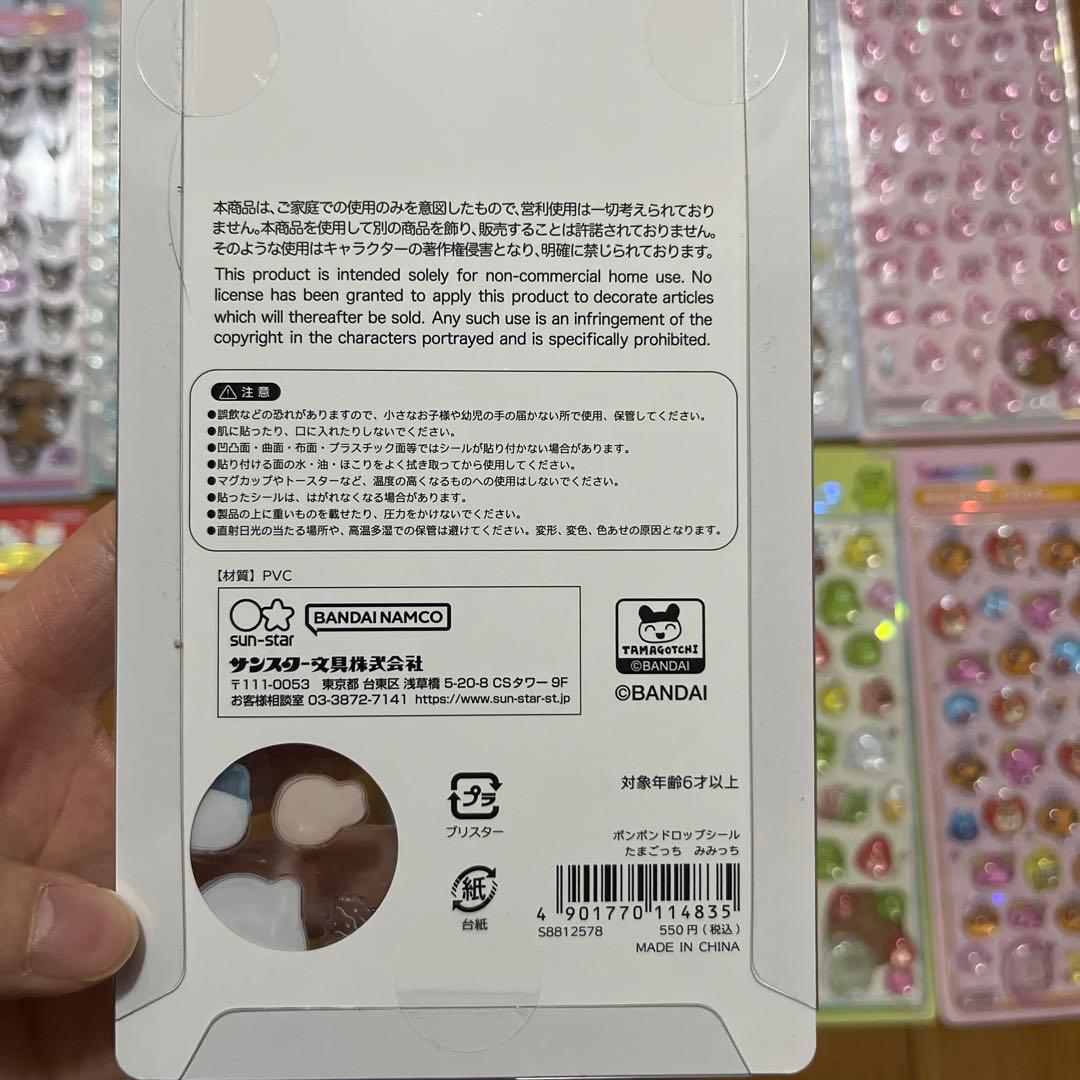 本商品は、ご家庭での使用のみを意図したもので、営利使用は一切考えられており
ません。本商品を使用して別の商品を飾り、販売することは許諾されておりません。
そのような使用はキャラクターの著作権侵害となり、明確に禁じられております。
This product is intended solely for non-commercial home use. No
license has been granted to apply this product to decorate articles
which will thereafter be sold. Any such use is an infringement of the
copyright in the characters portrayed and is specifically prohibited.
注意
●誤飲などの恐れがありますので、小さなお子様や幼児の手の届かない所で使用、保管してください。
●肌に貼ったり、口に入れたりしないでください。
●凹凸面・曲面・布面・プラスチック面等ではシールが貼り付かない場合があります。
●貼り付ける面の水・油・ほこりをよく拭き取ってから使用してください。
●マグカップやトースターなど、温度の高くなるものへの使用はしないでください。
●貼ったシールは、はがれなくなる場合があります。
●製品の上に重いものを載せたり、圧力をかけないでください。
●直射日光の当たる場所や、高温多湿での保管は避けてください。変形、変色、色あせの原因となります。
【材質】PVC
sun-star
BANDAI NAMCO
サンスター文具株式会社
〒111-0053 東京都 台東区 浅草橋 5-20-8 CSタワー 9F
お客様相談室 03-3872-7141 https://www.sun-star-st.jp
TAMAGOTCHI
©BANDAI
©BANDAI
対象年齢6才以上
プラ
ブリスター
紙
台紙
ボンボンドロップシール
たまごっち みみっち
4 901770 114835
S8812578 550円(税込)
MADE IN CHINA